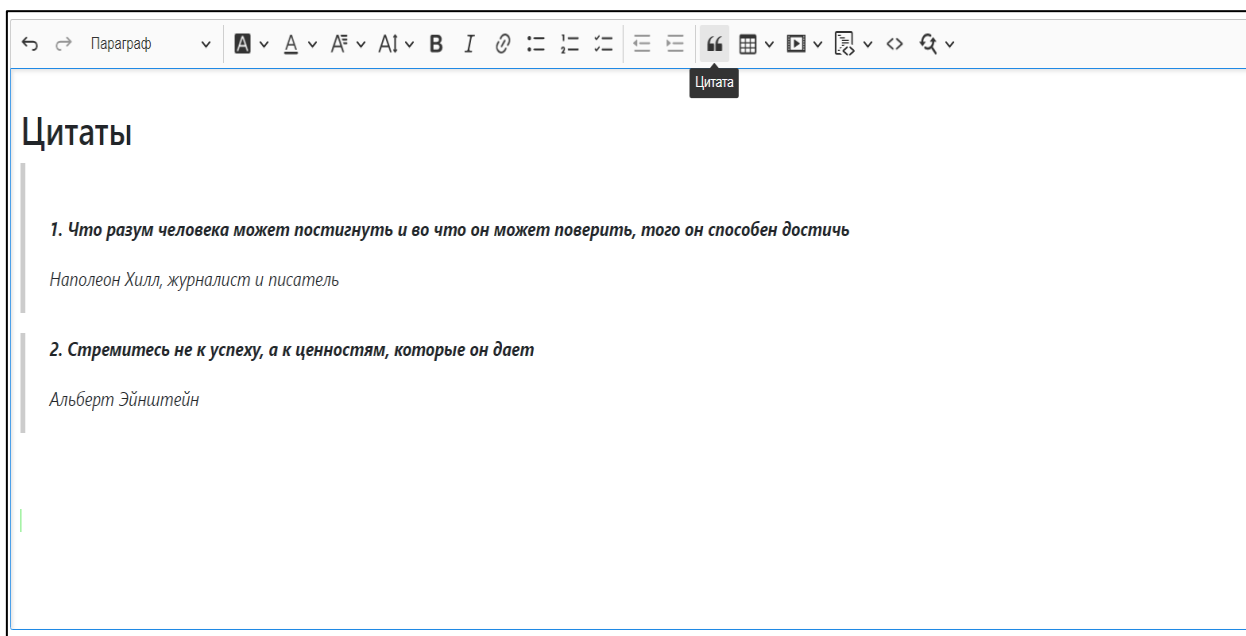 Параграф
Цитата
Цитаты
1. Что разум человека может постигнуть и во что он может поверить, того он способен достичь
Наполеон Хилл, журналист и писатель
2. Стремитесь не к успеху, а к ценностям, которые он дает
Альберт Эйнштейн